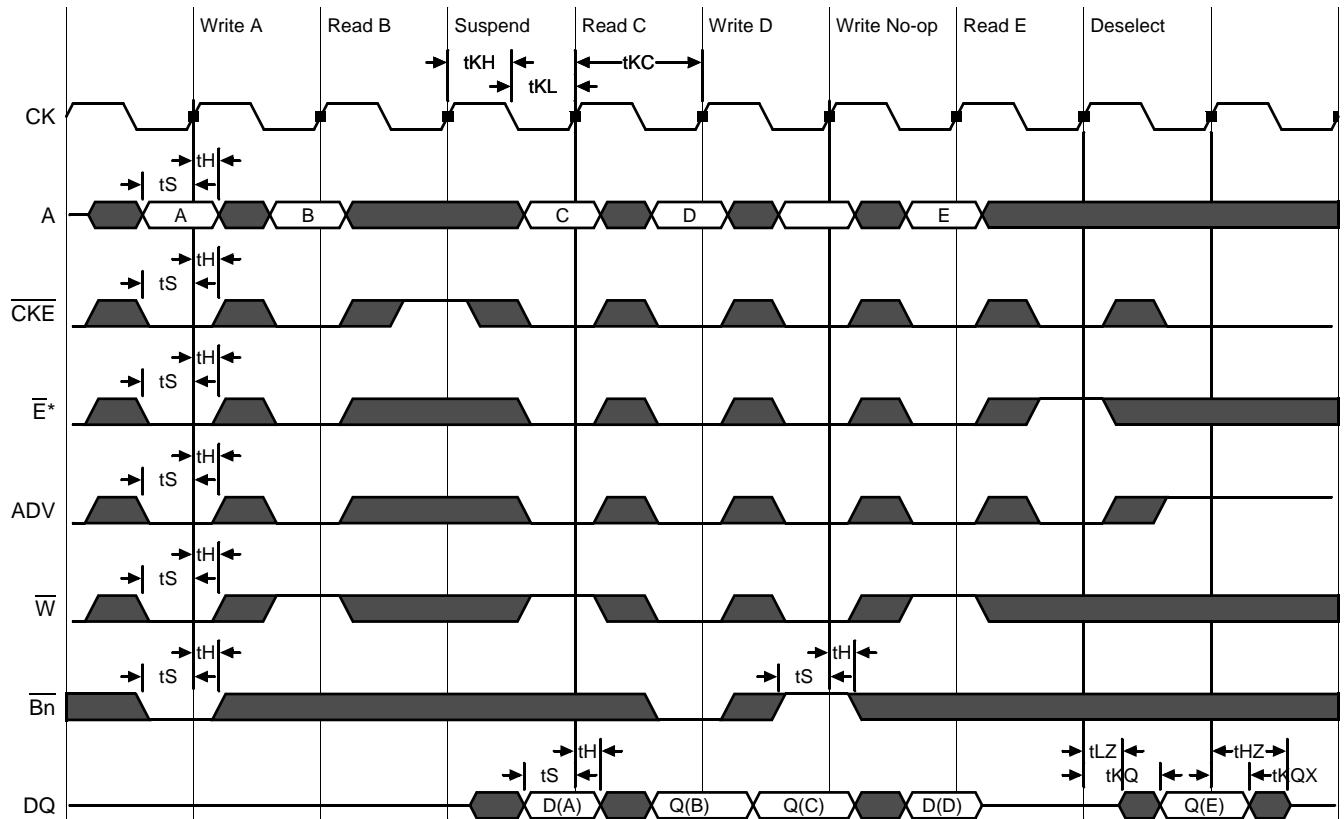 Write A Read B Suspend Read C Write D Write No-op Read E Deselect
tKH tKC
tKL
CK
tH
tS
A A B C D E
tH
tS
CKE
tH
tS
E*
tH
tS
ADV
tH
tS
W
tH tH
tS tS
Bn
tH tLZ tHZ
tS tKQ tKQX
DQ D(A) Q(B) Q(C) D(D) Q(E)